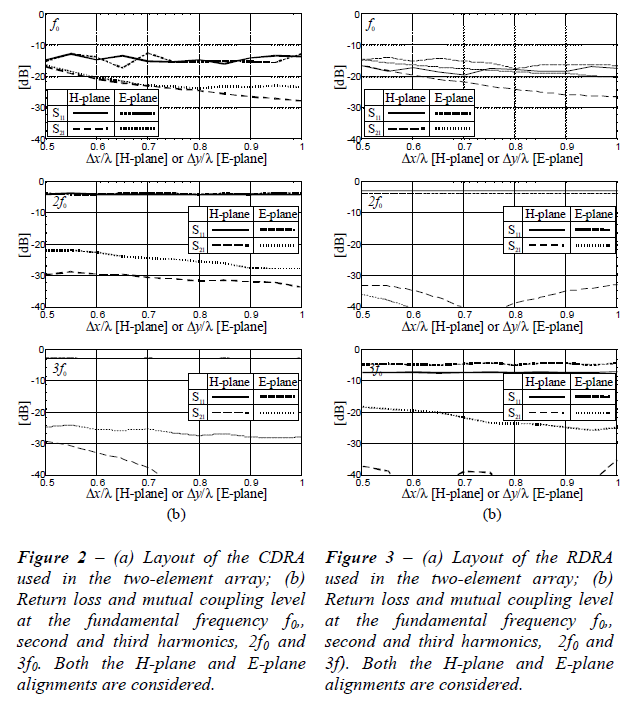 f0
-10
-20
-30
-40
[dB]
H-plane E-plane
S11
S21
0.5 0.6 0.7 0.8 0.9 1
Δx/λ [H-plane] or Δy/λ [E-plane]
0
2f0
-10
-20
-30
-40
[dB]
H-plane E-plane
S11
S21
0.5 0.6 0.7 0.8 0.9 1
Δx/λ [H-plane] or Δy/λ [E-plane]
0
3f0
-10
-20
-30
-40
[dB]
H-plane E-plane
S11
S21
0.5 0.6 0.7 0.8 0.9 1
Δx/λ [H-plane] or Δy/λ [E-plane]
(b)
Figure 2 – (a) Layout of the CDRA
used in the two-element array; (b)
Return loss and mutual coupling level
at the fundamental frequency f0,,
second and third harmonics, 2f0 and
3f0. Both the H-plane and E-plane
alignments are considered.
0
f0
-10
-20
-30
-40
[dB]
H-plane E-plane
S11
S21
0.5 0.6 0.7 0.8 0.9 1
Δx/λ [H-plane] or Δy/λ [E-plane]
0
2f0
-10
-20
-30
-40
[dB]
H-plane E-plane
S11
S21
0.5 0.6 0.7 0.8 0.9 1
Δx/λ [H-plane] or Δy/λ [E-plane]
0
3f0
-10
-20
-30
-40
[dB]
H-plane E-plane
S11
S21
0.5 0.6 0.7 0.8 0.9 1
Δx/λ [H-plane] or Δy/λ [E-plane]
(b)
Figure 3 – (a) Layout of the RDRA
used in the two-element array; (b)
Return loss and mutual coupling level
at the fundamental frequency f0,,
second and third harmonics, 2f0 and
3f). Both the H-plane and E-plane
alignments are considered.